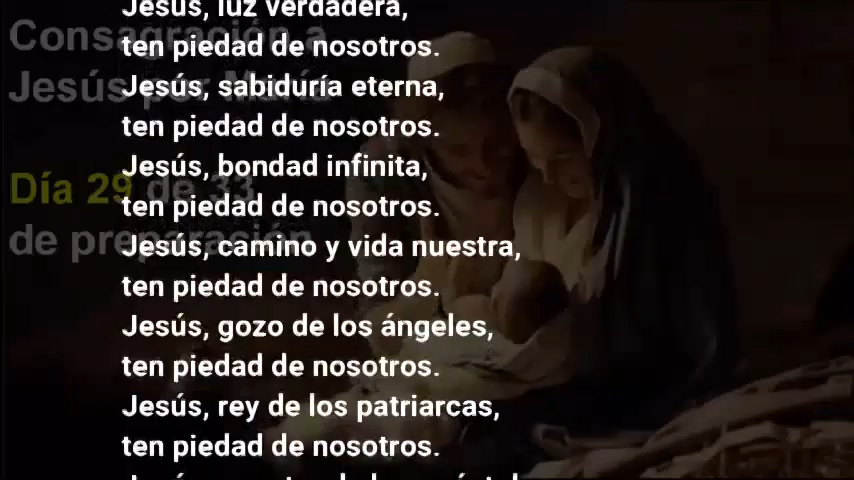 Jesús, luz verdadera,
ten piedad de nosotros.
Jesús, sabiduría eterna,
ten piedad de nosotros.
Jesús, bondad infinita,
ten piedad de nosotros.
Jesús, camino y vida nuestra,
ten piedad de nosotros.
Jesús, gozo de los ángeles,
ten piedad de nosotros.
Jesús, rey de los patriarcas,
ten piedad de nosotros.
Consagración a
Jesús por María
Día 29 de 33
de preparación